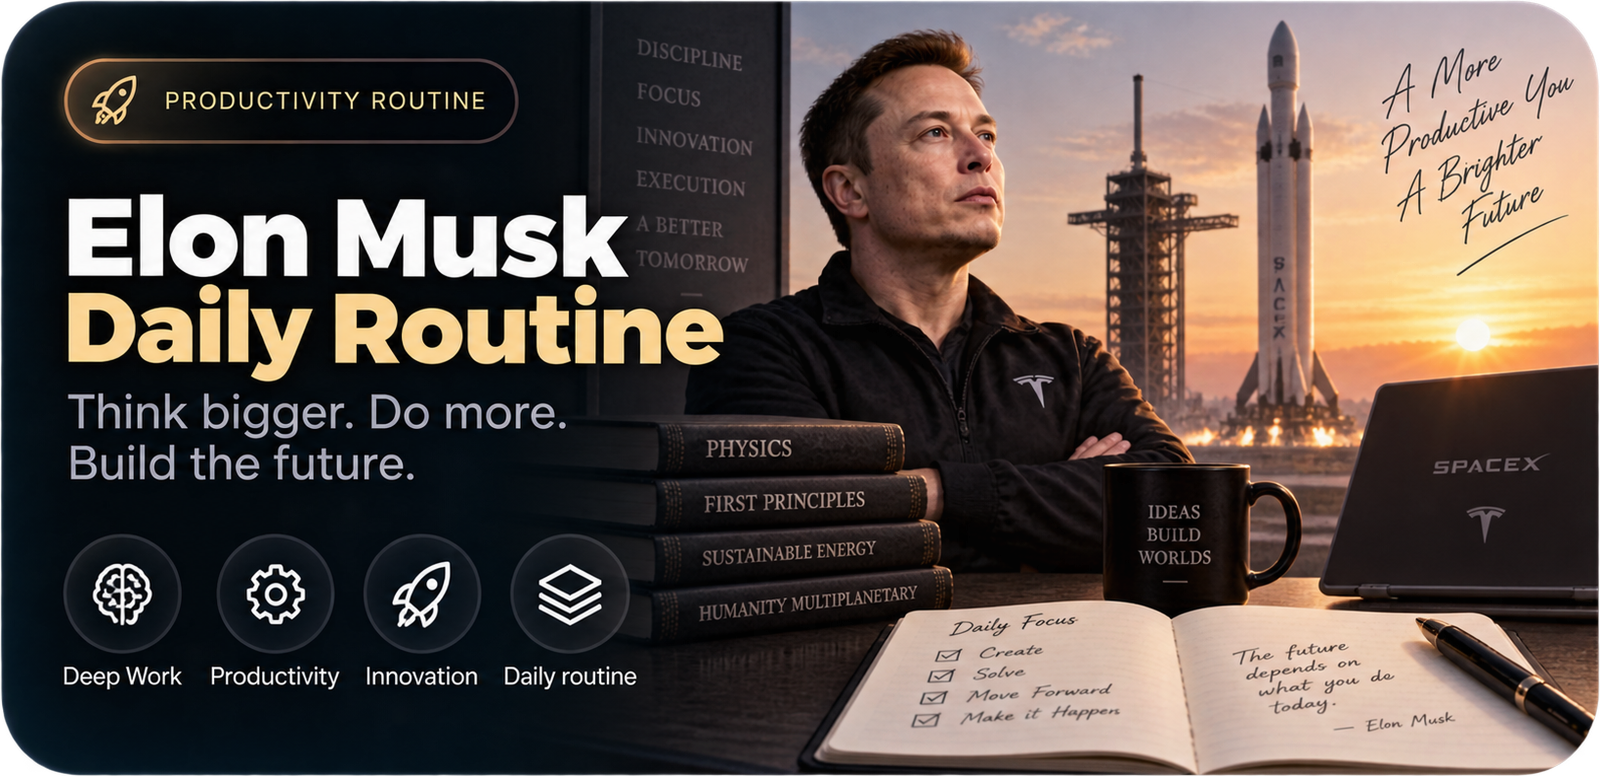 PRODUCTIVITY ROUTINE
Elon Musk
Daily Routine
Think bigger. Do more.
Build the future.
Deep Work
Productivity
Innovation
Daily routine
DISCIPLINE
FOCUS
INNOVATION
EXECUTION
A BETTER
TOMORROW
A More
Productive You
A Brighter
Future
SPACEX
PHYSICS
FIRST PRINCIPLES
SUSTAINABLE ENERGY
HUMANITY MULTIPLANETARY
IDEAS
BUILD
WORLDS
SPACEX
Daily Focus
Create
Solve
Move Forward
Make it Happen
The future
depends on
what you do
today.
— Elon Musk